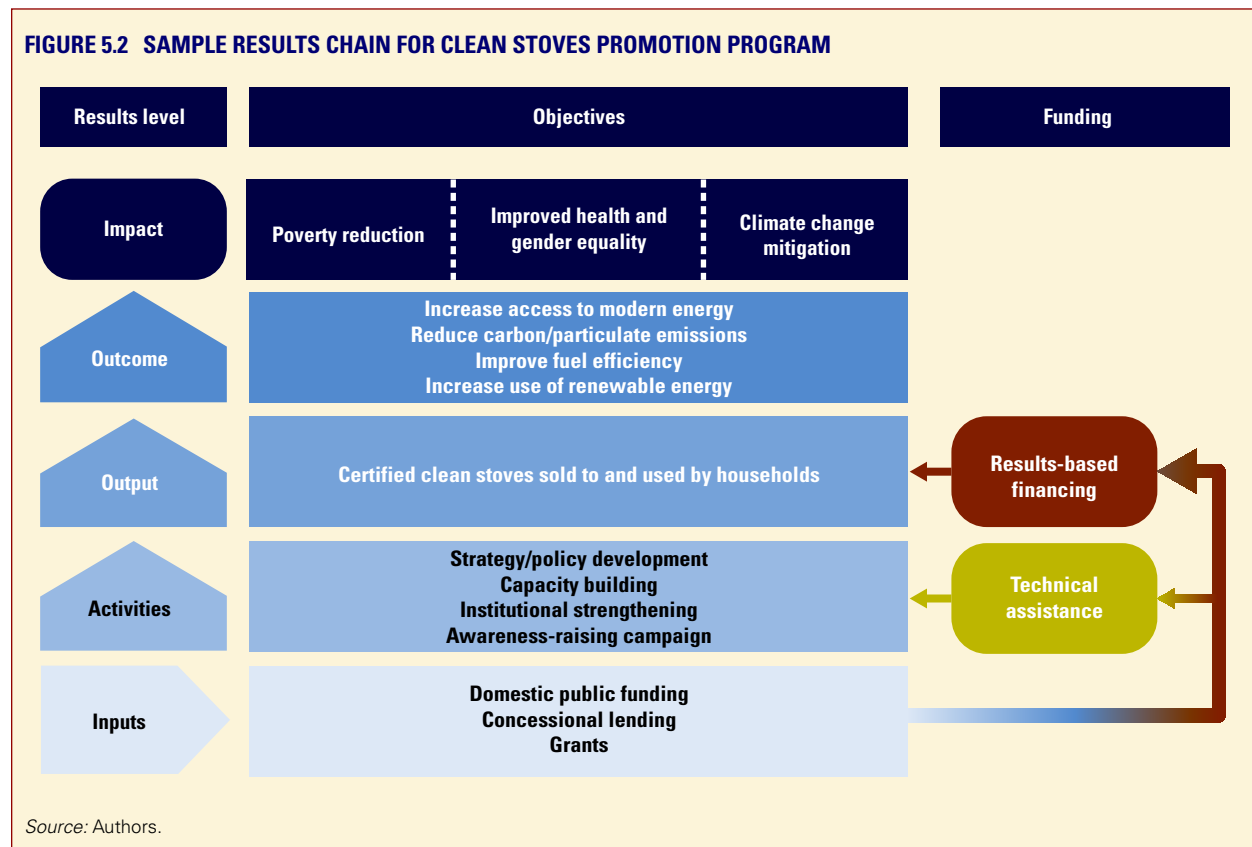 FIGURE 5.2 SAMPLE RESULTS CHAIN FOR CLEAN STOVES PROMOTION PROGRAM
Results level
Objectives
Funding
Impact
Poverty reduction
Improved health and
gender equality
Climate change
mitigation
Outcome
Increase access to modern energy
Reduce carbon/particulate emissions
Improve fuel efficiency
Increase use of renewable energy
Output
Certified clean stoves sold to and used by households
Results-based
financing
Activities
Strategy/policy development
Capacity building
Institutional strengthening
Awareness-raising campaign
Technical
assistance
Inputs
Domestic public funding
Concessional lending
Grants
Source: Authors.